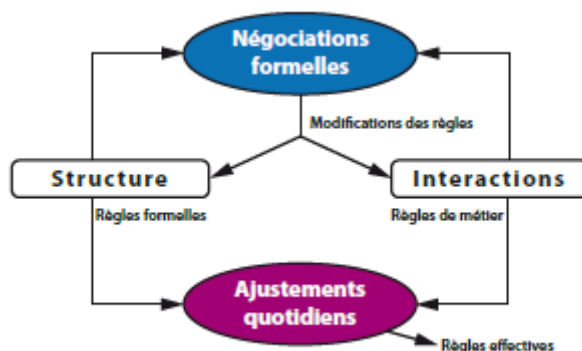 Négociations
formelles
Modifications des règles
Structure
Interactions
Règles formelles
Règles de métier
Ajustements
quotidiens
Règles effectives